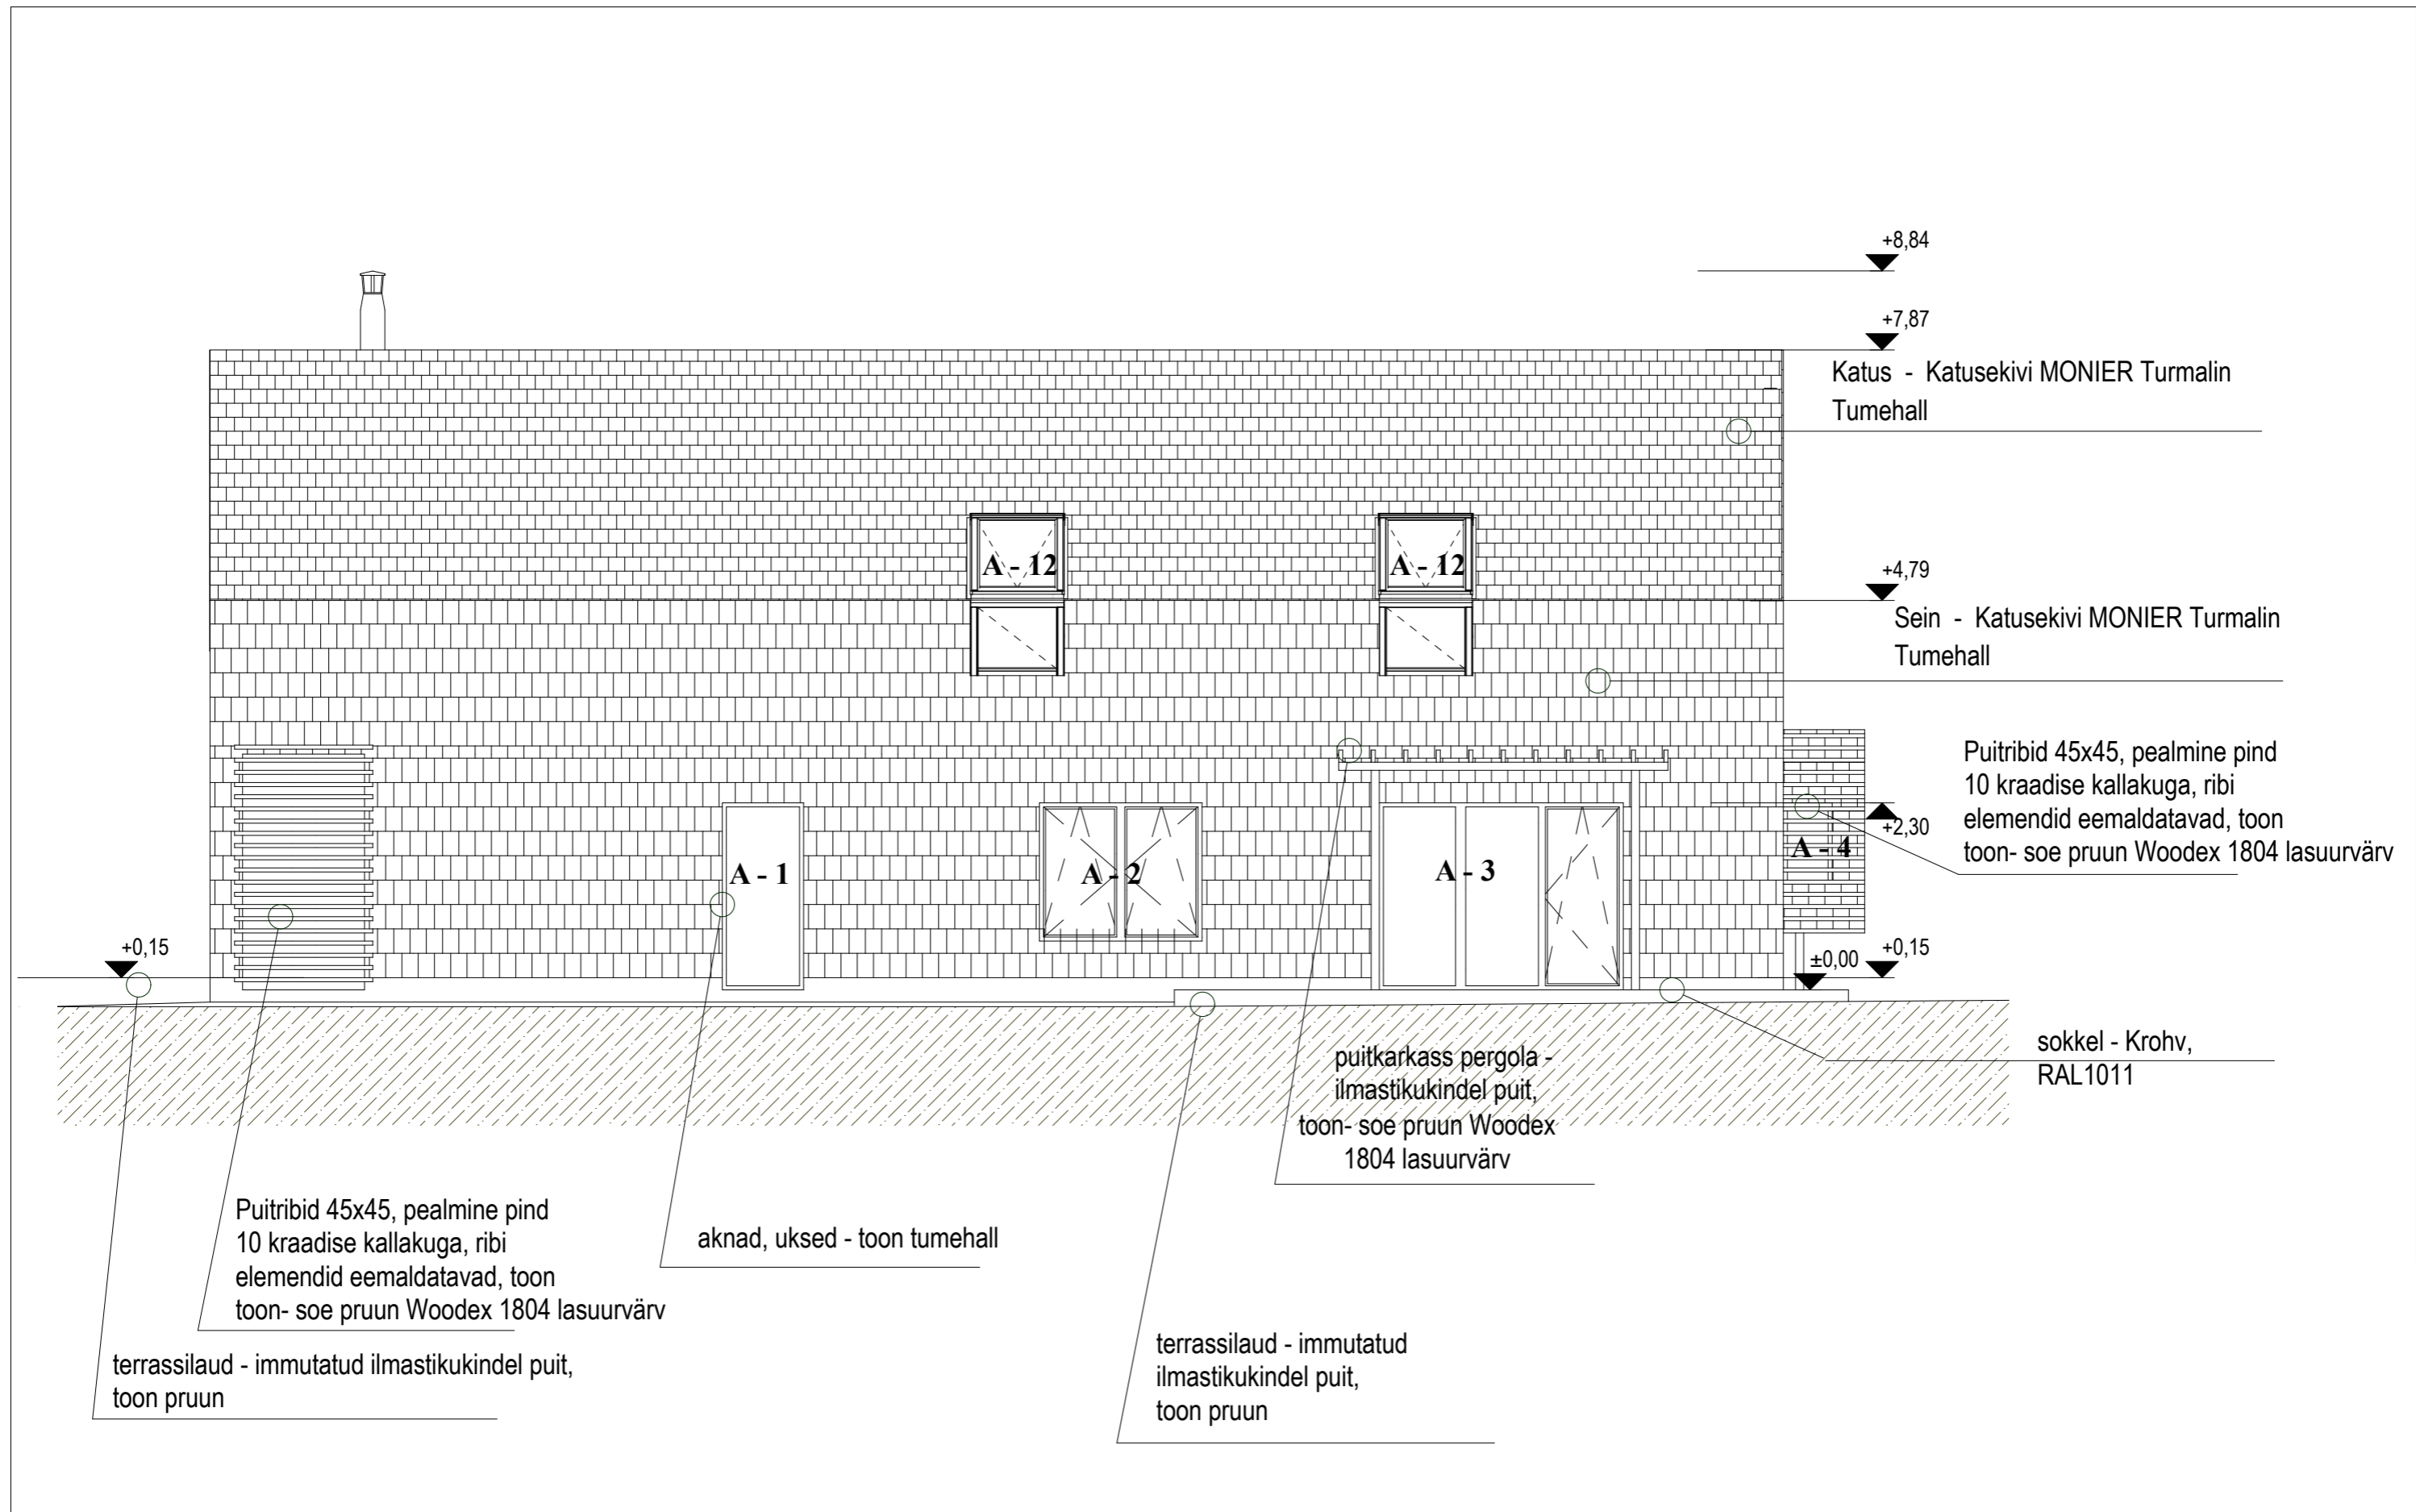 +8,84
+7,87
Katus - Katusekivi MONIER Turmalin
Tumehall
A - 12
A - 12
+4,79
Sein - Katusekivi MONIER Turmalin
Tumehall
Puitribid 45x45, pealmine pind
10 kraadise kallakuga, ribi
elemendid eemaldatavad, toon
toon- soe pruun Woodex 1804 lasuurvärv
+2,30
A - 1
A - 2
A - 3
A - 4
+0,15
±0,00
+0,15
sokkel - Krohv,
RAL1011
puitkarkass pergola -
ilmastikukindel puit,
toon- soe pruun Woodex
1804 lasuurvärv
Puitribid 45x45, pealmine pind
10 kraadise kallakuga, ribi
elemendid eemaldatavad, toon
toon- soe pruun Woodex 1804 lasuurvärv
aknad, uksed - toon tumehall
terrassilaud - immutatud ilmastikukindel puit,
toon pruun
terrassilaud - immutatud
ilmastikukindel puit,
toon pruun